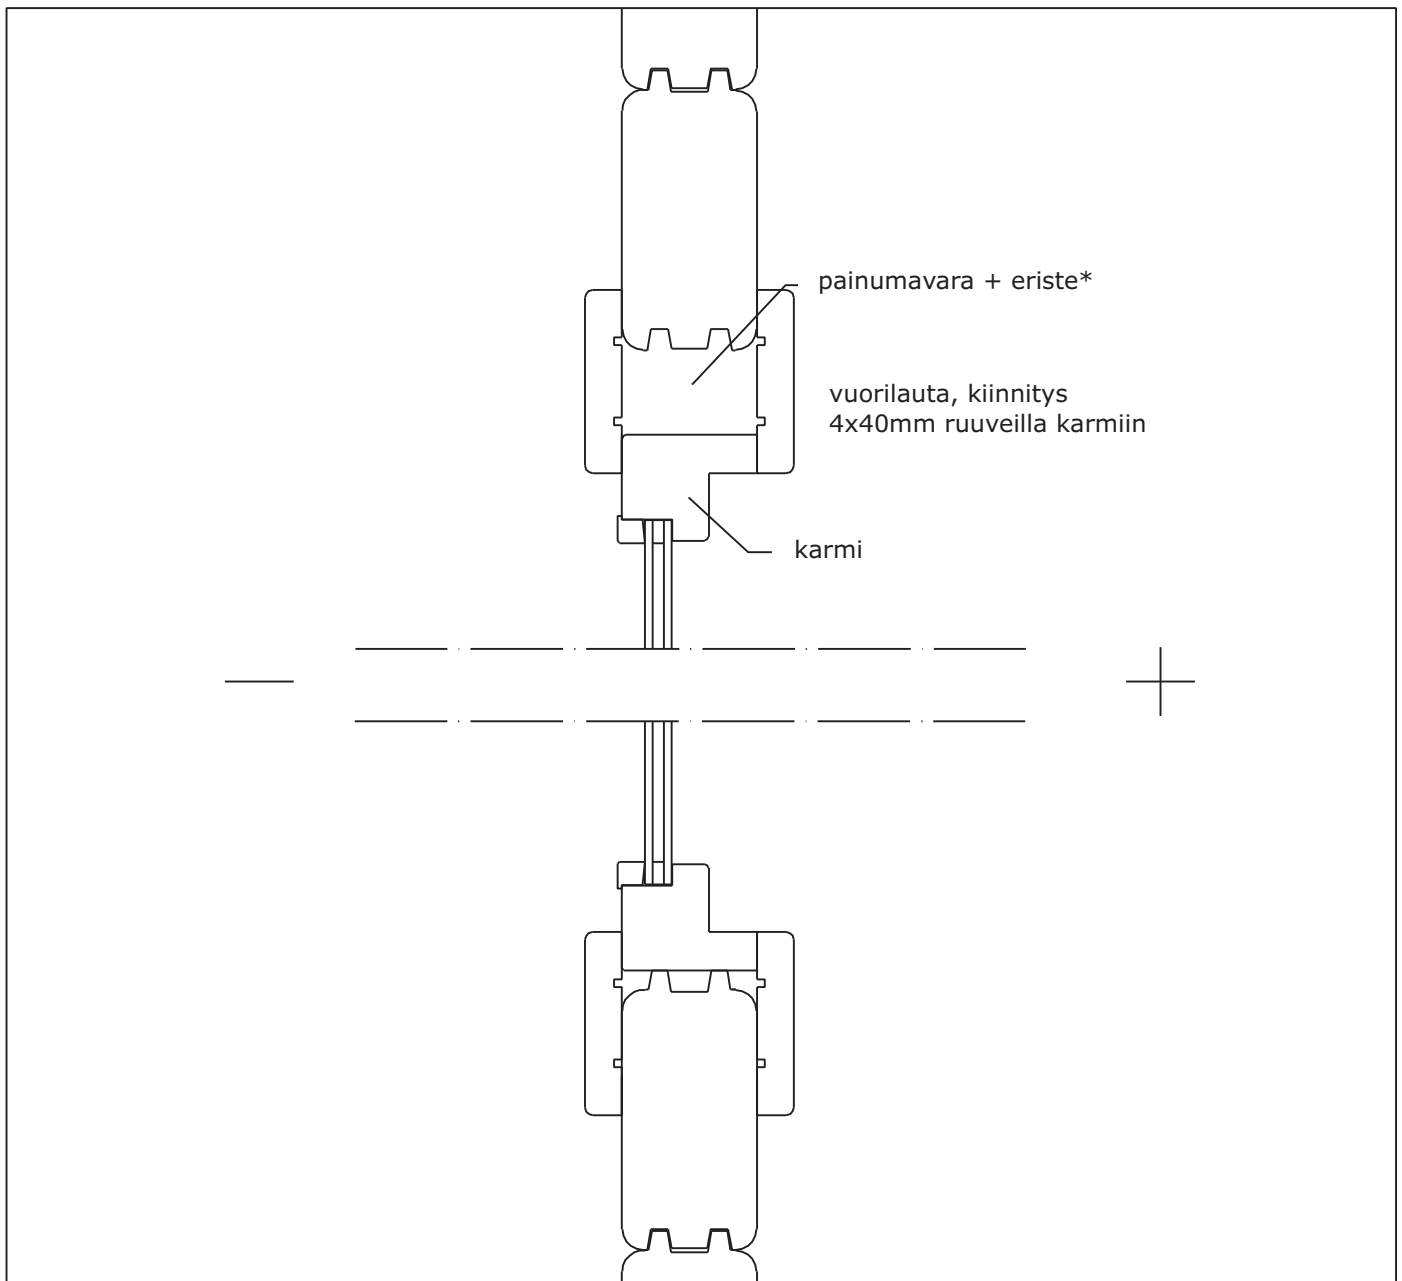 painumavara + eriste*
vuorilauta, kiinnitys
4x40mm ruuveilla karmiin
karmi